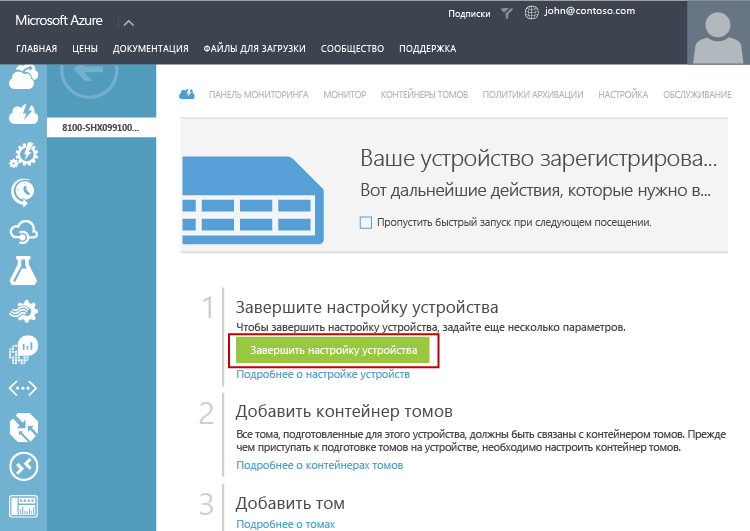 Microsoft Azure
Подписки
john@contoso.com
ГЛАВНАЯ ЦЕНЫ ДОКУМЕНТАЦИЯ ФАЙЛЫ ДЛЯ ЗАГРУЗКИ СООБЩЕСТВО ПОДДЕРЖКА
ПАНЕЛЬ МОНИТОРИНГА МОНИТОР КОНТЕЙНЕРЫ ТОМОВ ПОЛИТИКИ АРХИВАЦИИ НАСТРОЙКА ОБСЛУЖИВАНИЕ
8100-SHX099100...
Ваше устройство зарегистрирова...
Вот дальнейшие действия, которые нужно в...
Пропустить быстрый запуск при следующем посещении.
1 Завершите настройку устройства
Чтобы завершить настройку устройства, задайте еще несколько параметров.
Завершить настройку устройства
Подробнее о настройке устройств
2 Добавить контейнер томов
Все тома, подготовленные для этого устройства, должны быть связаны с контейнером томов. Прежде
чем приступать к подготовке томов на устройстве, необходимо настроить контейнер томов.
Подробнее о контейнерах томов
3 Добавить том
Подробнее о томах